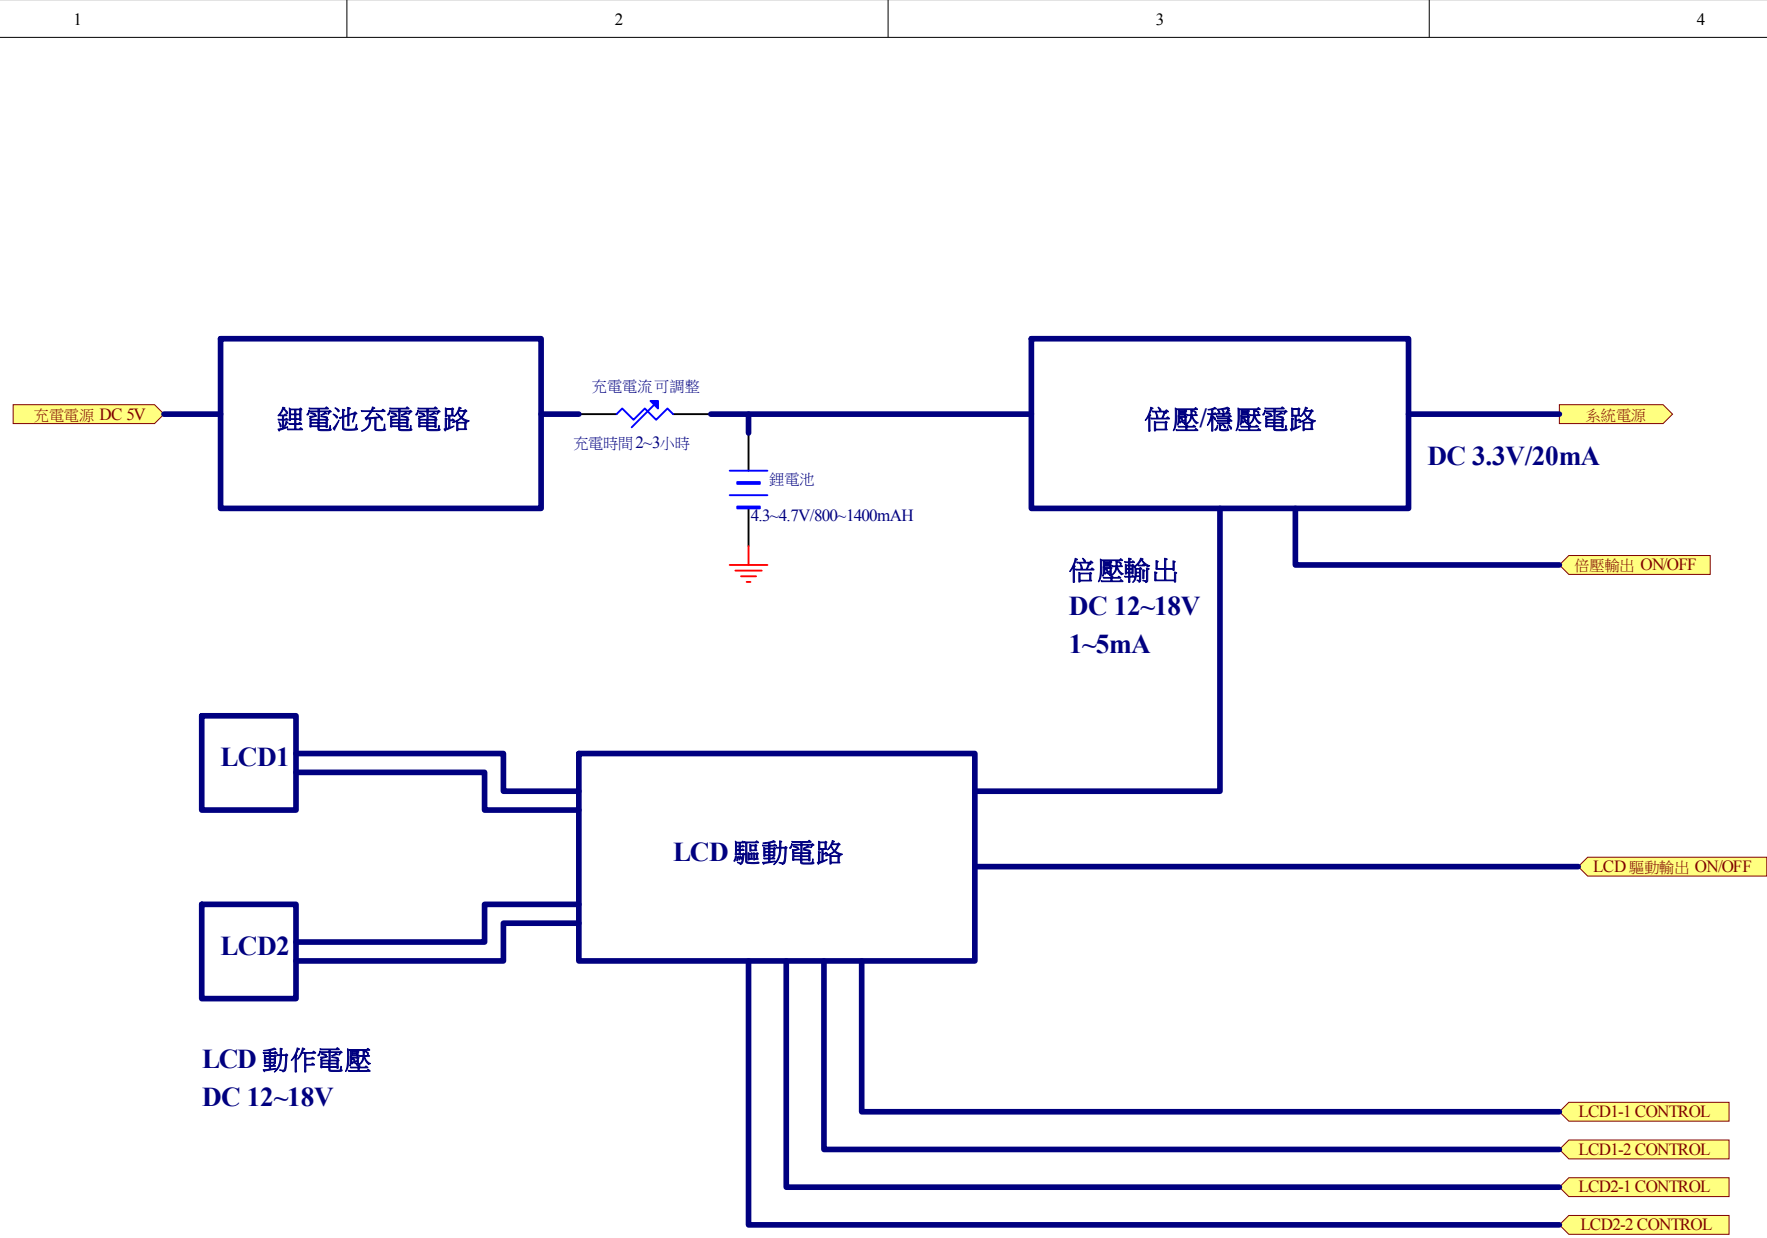 1
2
3
4
充電電流可調整
充電電源 DC 5V
鋰電池充電電路
充電時間 2~3小時
鋰電池
4.3~4.7V/800~1400mAH
倍壓/穩壓電路
系統電源
DC 3.3V/20mA
倍壓輸出 ON/OFF
倍壓輸出
DC 12~18V
1~5mA
LCD1
LCD 驅動電路
LCD 驅動輸出 ON/OFF
LCD2
LCD 動作電壓
DC 12~18V
LCD1-1 CONTROL
LCD1-2 CONTROL
LCD2-1 CONTROL
LCD2-2 CONTROL